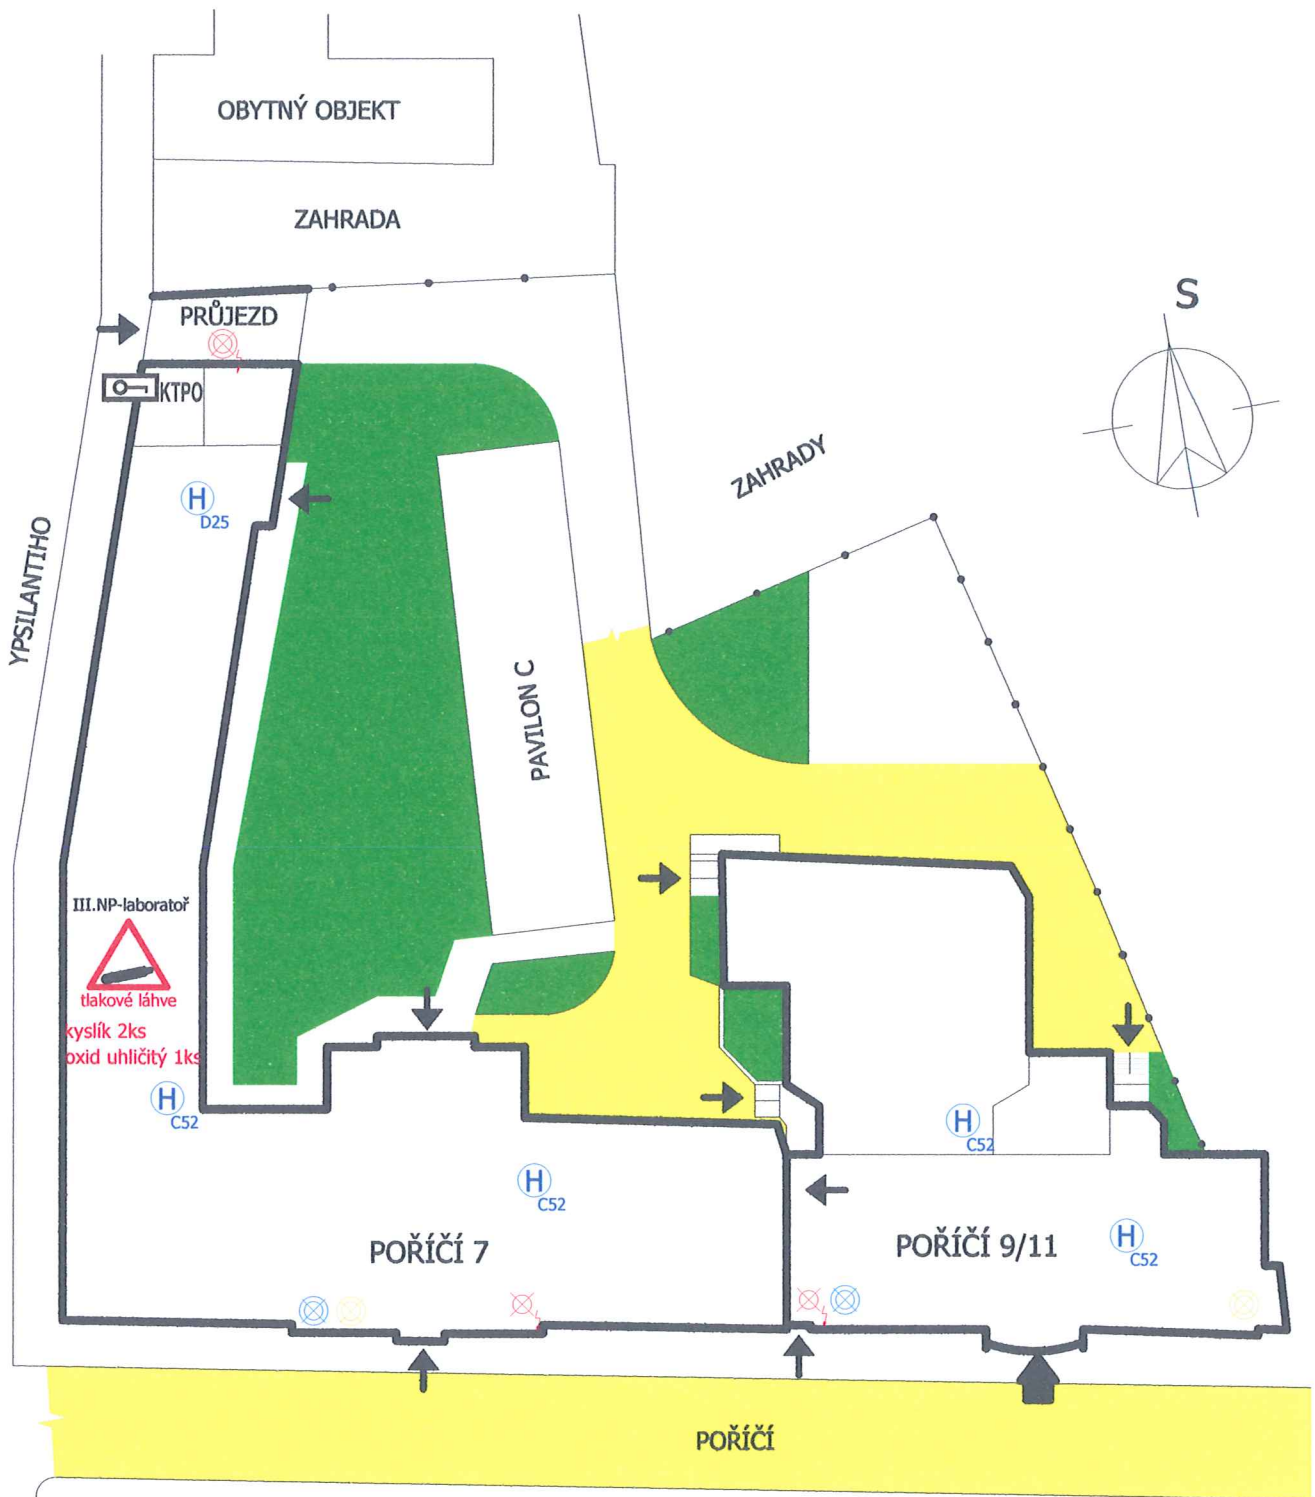 OBYTNÝ OBJEKT
ZAHRADA
S
PRŮJEZD
KTPO
ZAHRADY
H
D25
YPSILANTIHO
PAVILON C
III.NP-laboratoř
tlakové láhve
kyslík 2ks
oxid uhličitý 1ks
H
C52
H
C52
H
C52
H
C52
POŘÍČÍ 7
POŘÍČÍ 9/11
POŘÍČÍ